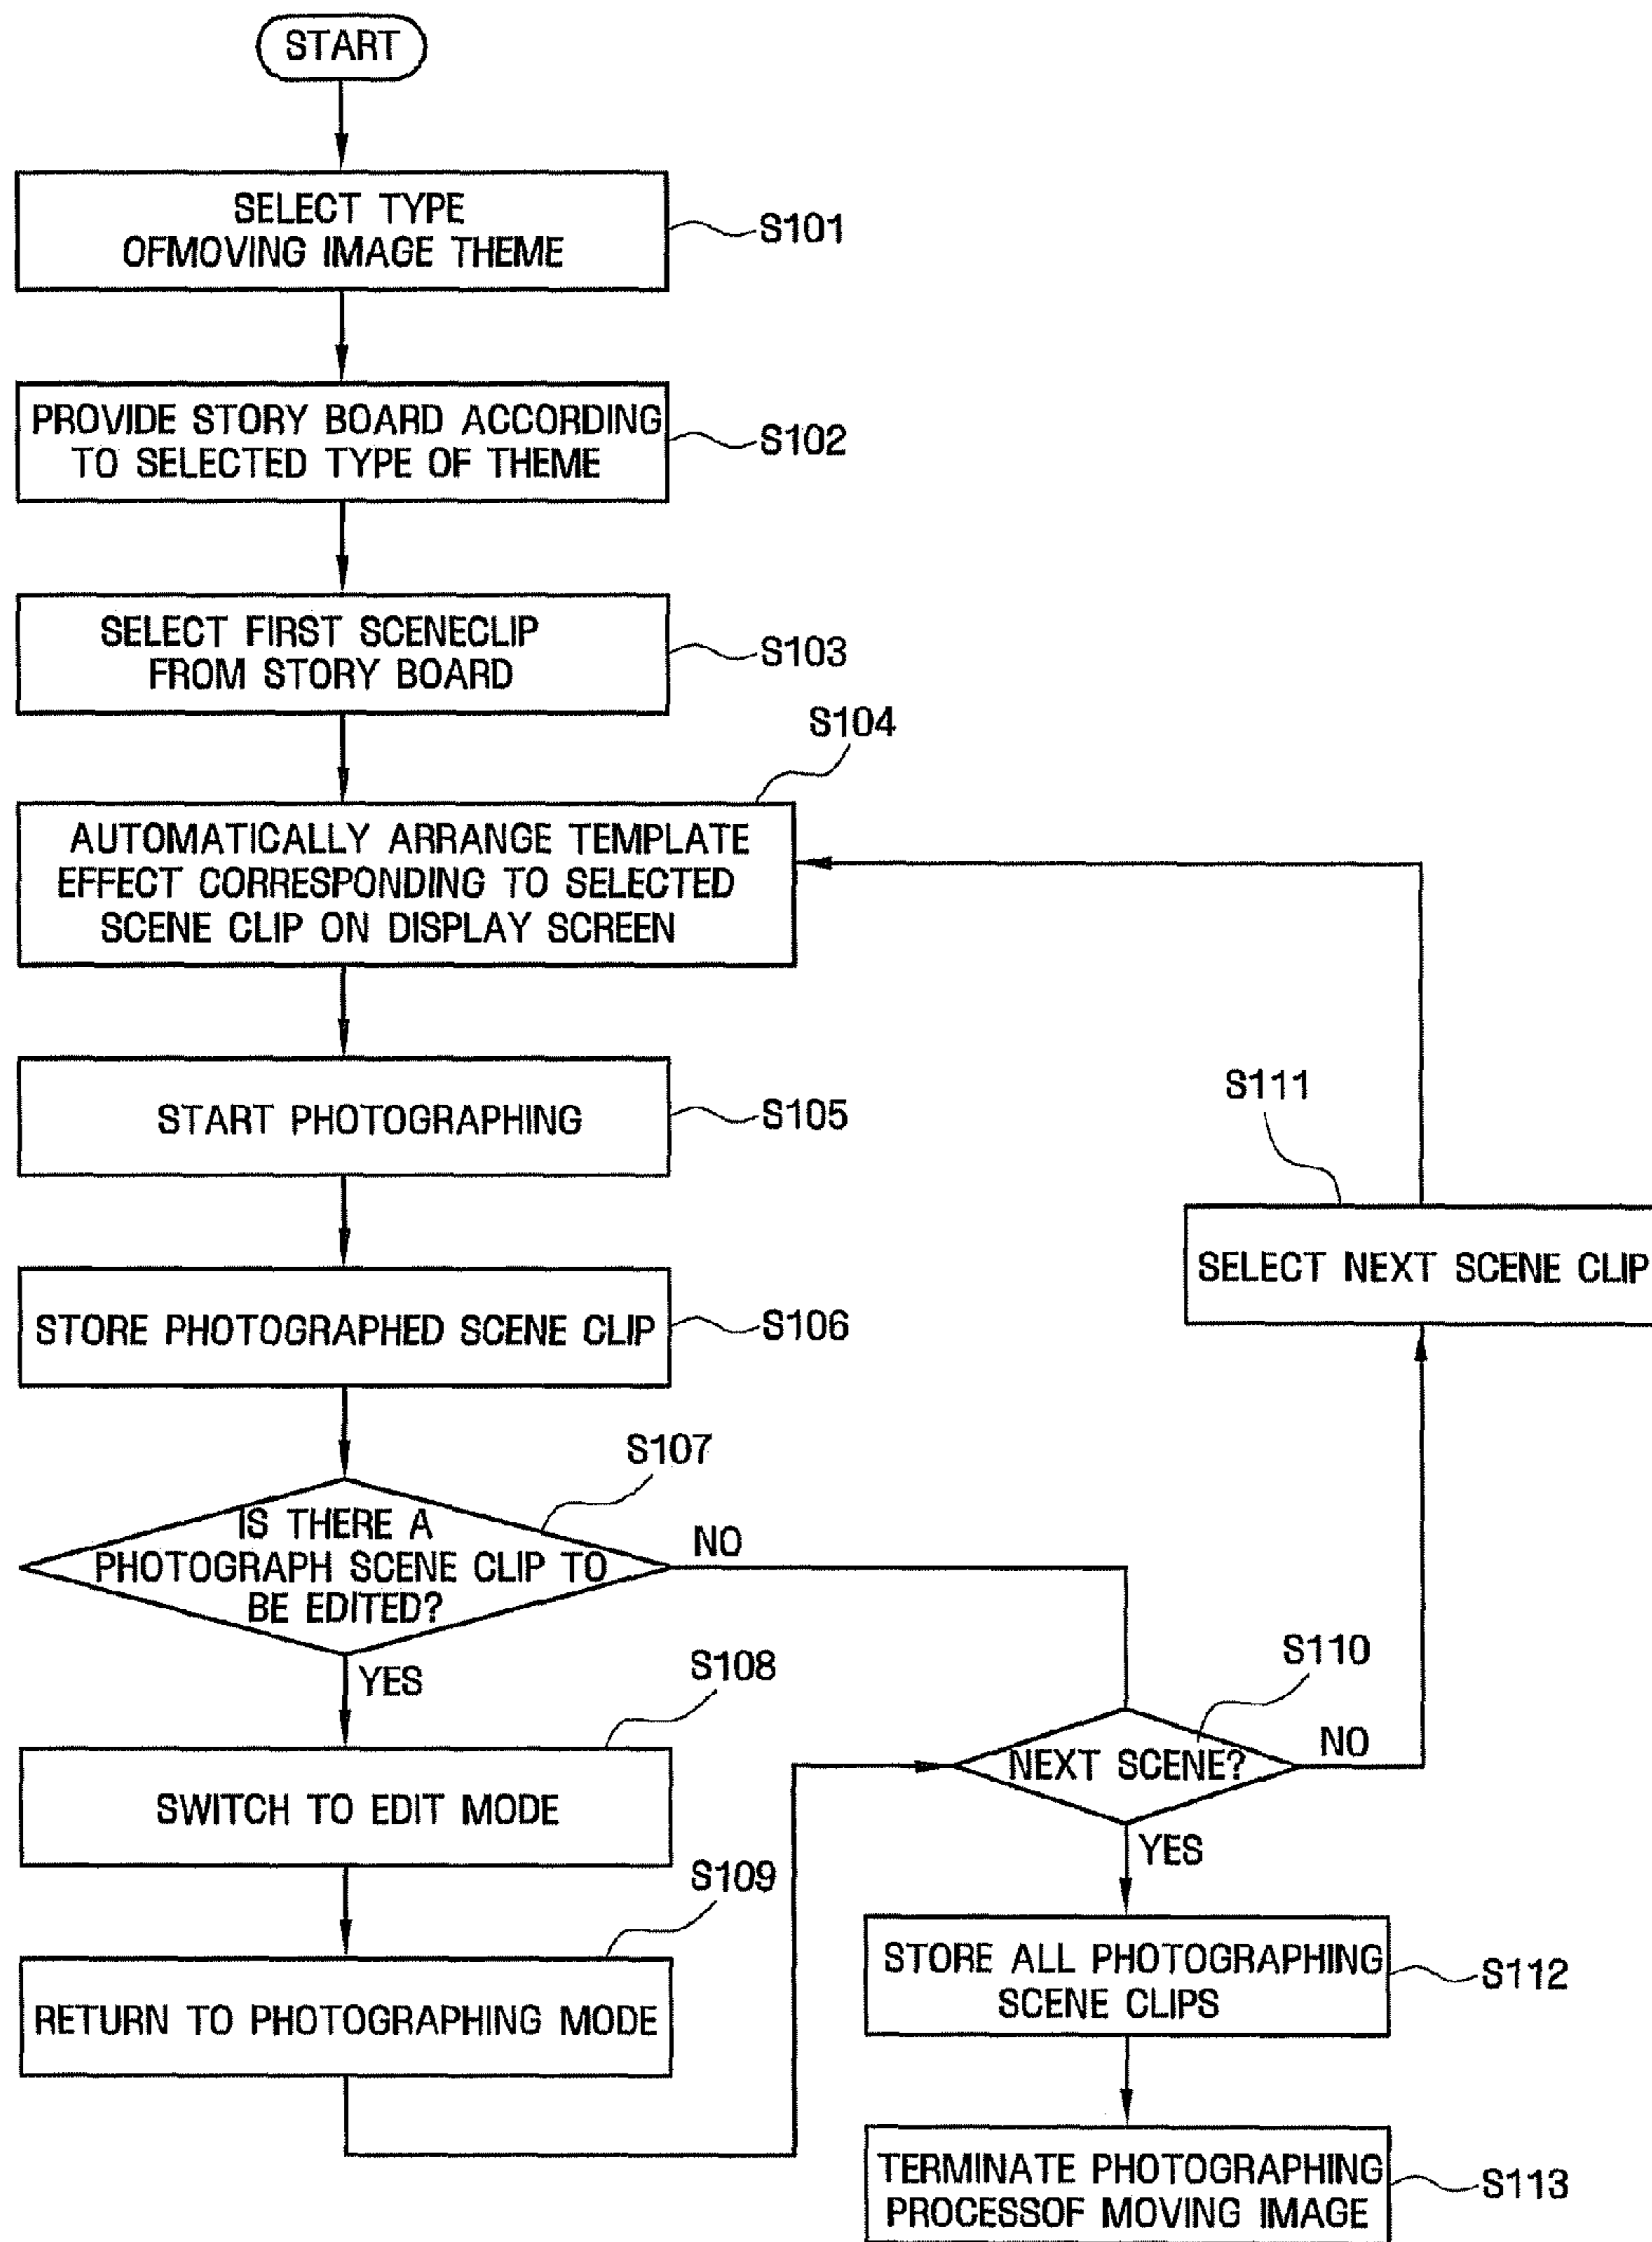 START
SELECT TYPE
OFMOVING IMAGE THEME
S101
PROVIDE STORY BOARD ACCORDING
TO SELECTED TYPE OF THEME
S102
SELECT FIRST SCENECLIP
FROM STORY BOARD
S103
S104
AUTOMATICALLY ARRANGE TEMPLATE
EFFECT CORRESPONDING TO SELECTED
SCENE CLIP ON DISPLAY SCREEN
START PHOTOGRAPHING
S105
S111
SELECT NEXT SCENE CLIP
STORE PHOTOGRAPHED SCENE CLIP
S106
S107
IS THERE A
PHOTOGRAPH SCENE CLIP TO
BE EDITED?
NO
YES
S108
SWITCH TO EDIT MODE
S110
NEXT SCENE?
NO
YES
S109
RETURN TO PHOTOGRAPHING MODE
STORE ALL PHOTOGRAPHING
SCENE CLIPS
S112
TERMINATE PHOTOGRAPHING
PROCESSOF MOVING IMAGE
S113